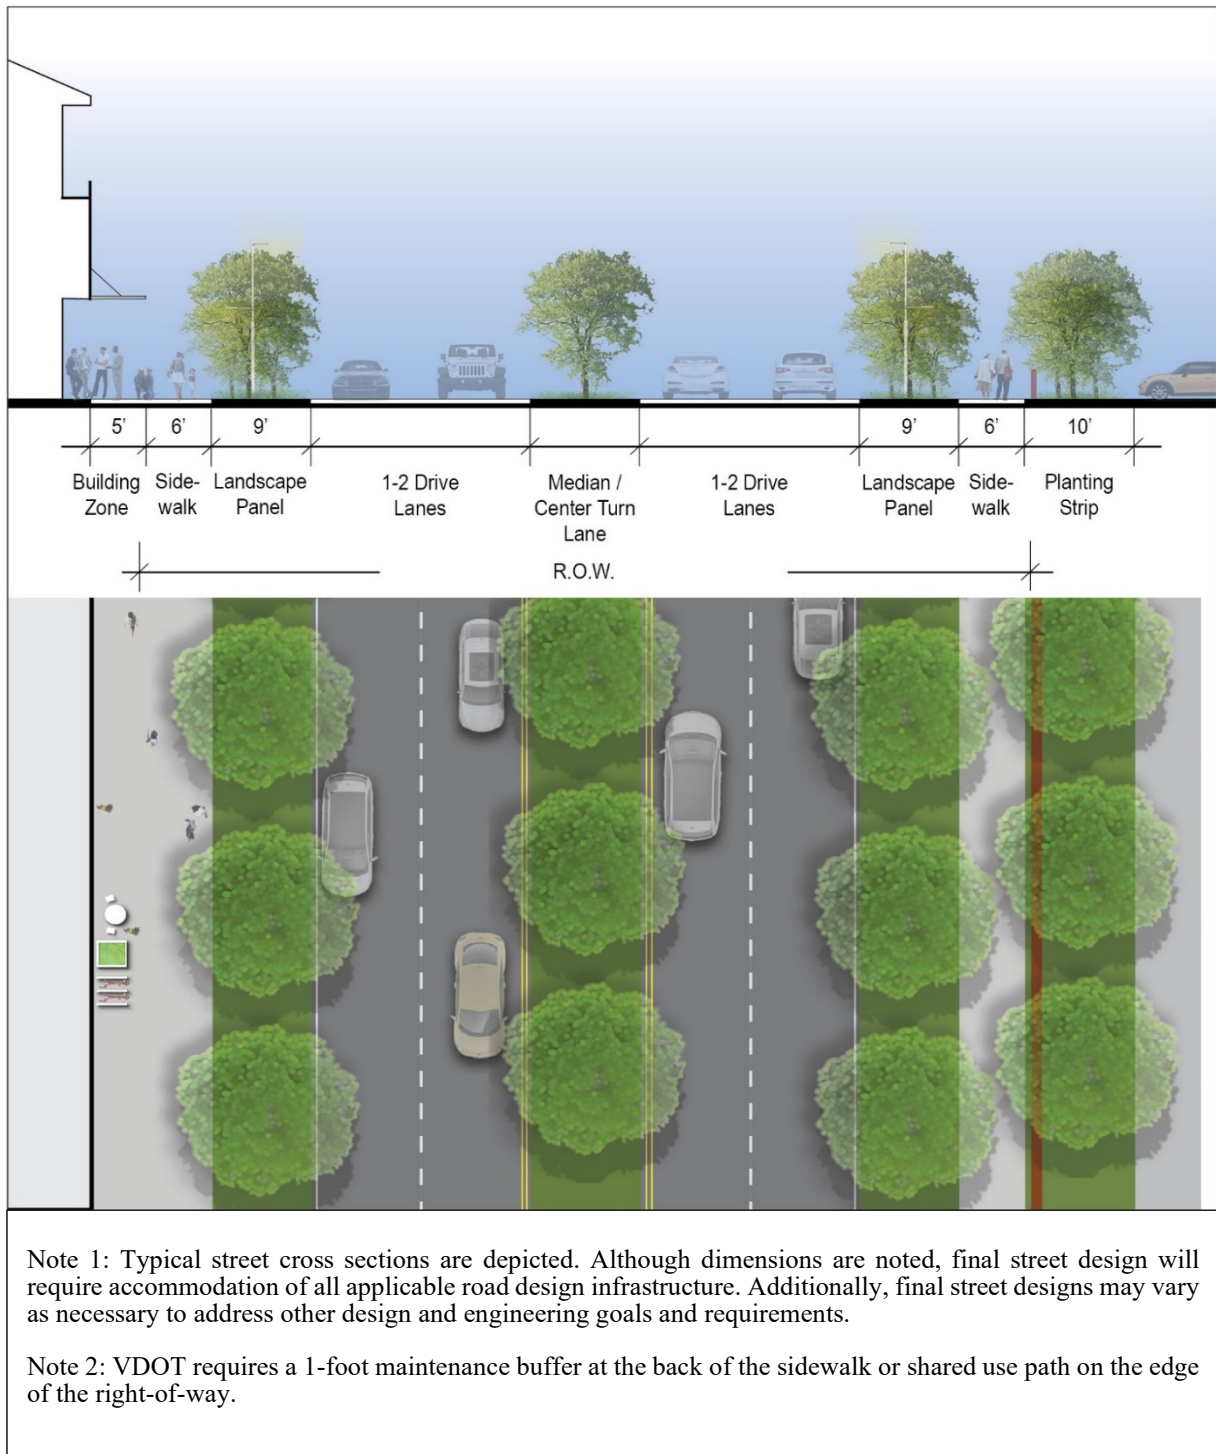 5’ 6’ 9’ 9’ 6’ 10’
Building Side- Landscape 1-2 Drive Median / 1-2 Drive Landscape Side- Planting
Zone walk Panel Lanes Center Turn Lanes Panel walk Strip
Lane
R.O.W.
Note 1: Typical street cross sections are depicted. Although dimensions are noted, final street design will
require accommodation of all applicable road design infrastructure. Additionally, final street designs may vary
as necessary to address other design and engineering goals and requirements.
Note 2: VDOT requires a 1-foot maintenance buffer at the back of the sidewalk or shared use path on the edge
of the right-of-way.